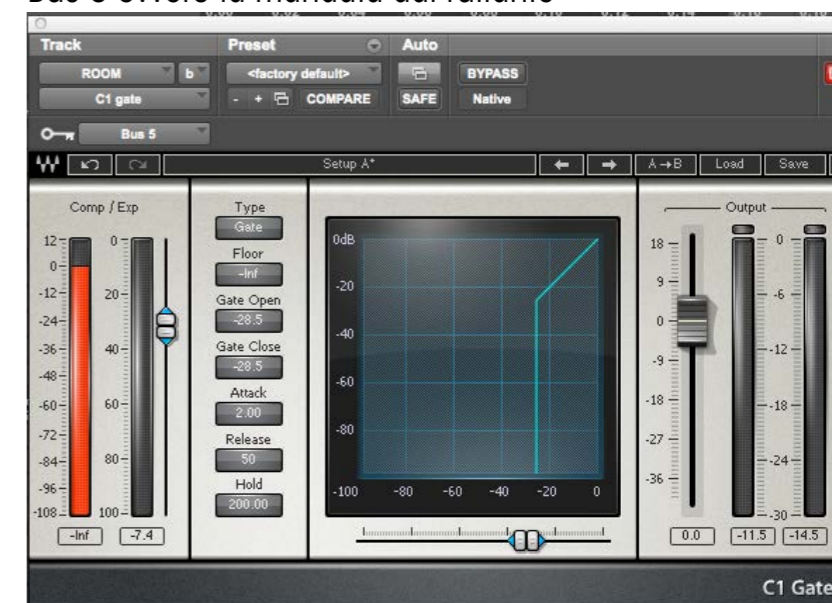 Track Preset Auto
ROOM b <factory default> BYPASS
C1 gate - + COMPARE SAFE Native
Bus 5
Setup A* A→B Load Save
Comp / Exp
12 0
0
-12 20
-24
-36 40
-48
-60 60
-72
-84 80
-96
-108 100
-Inf -7.4
Type
Gate
Floor
-Inf
Gate Open
-28.5
Gate Close
-28.5
Attack
2.00
Release
50
Hold
200.00
0dB
-20
-40
-60
-80
-100 -80 -60 -40 -20 0
Output
18 0
9 -6
0
-9 -12
-18 -18
-27
-24
-36
-30
0.0 -11.5 -14.5
C1 Gate